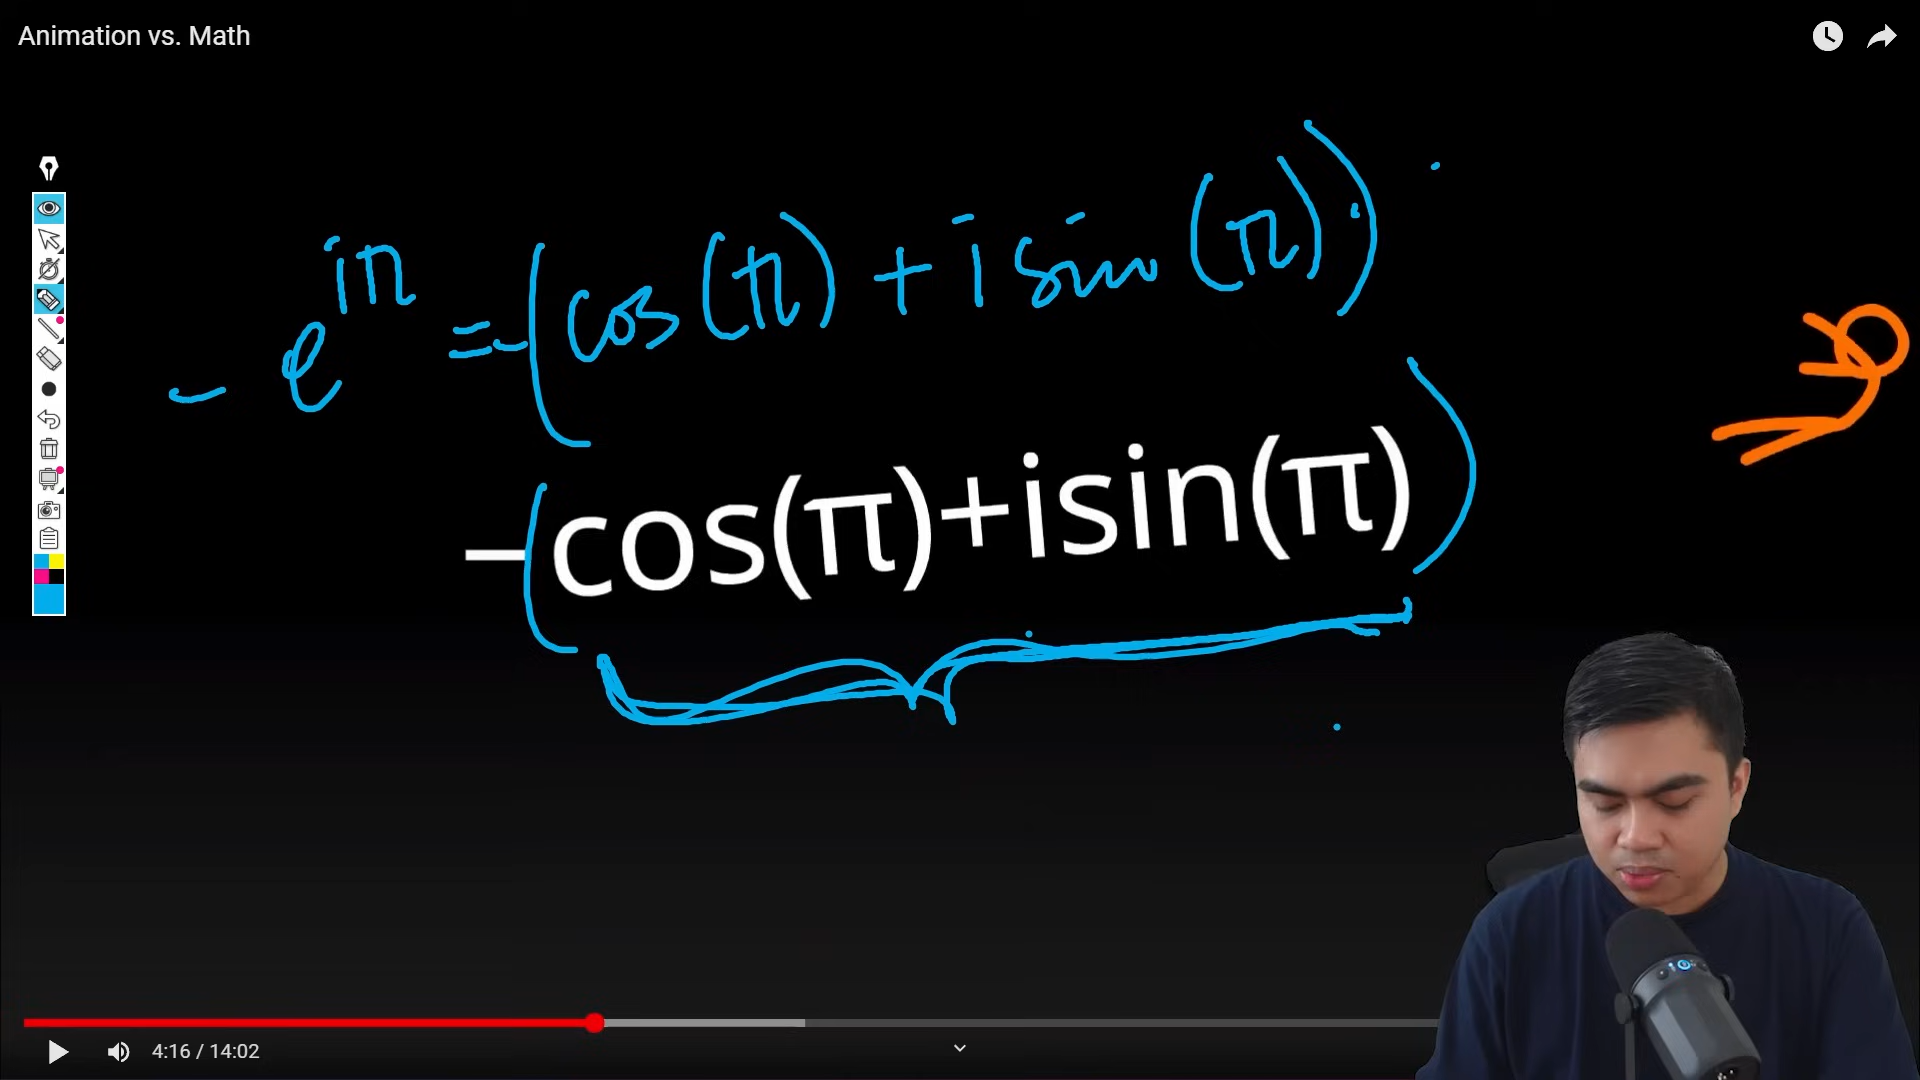 Animation vs. Math
- e^{iπ} = -(cos(π) + i sin(π))
-(cos(π)+isin(π))
4:16 / 14:02